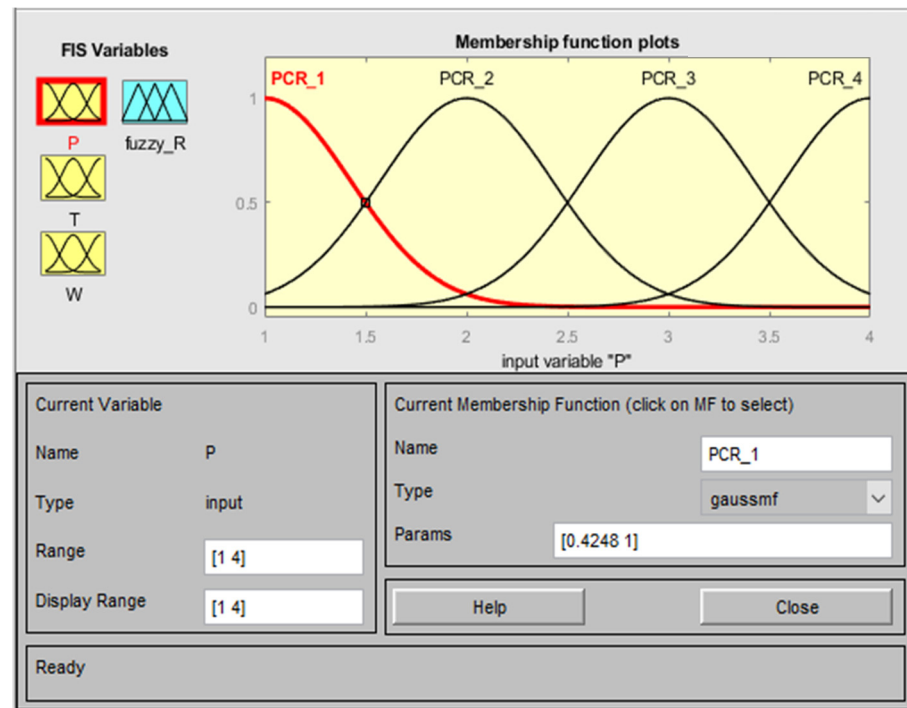 FIS Variables
P
fuzzy_R
T
W
Membership function plots
PCR_1 PCR_2 PCR_3 PCR_4
1
0.5
0
1 1.5 2 2.5 3 3.5 4
input variable "P"
Current Variable
Name P
Type input
Range [1 4]
Display Range [1 4]
Current Membership Function (click on MF to select)
Name PCR_1
Type gaussmf
Params [0.4248 1]
Help Close
Ready